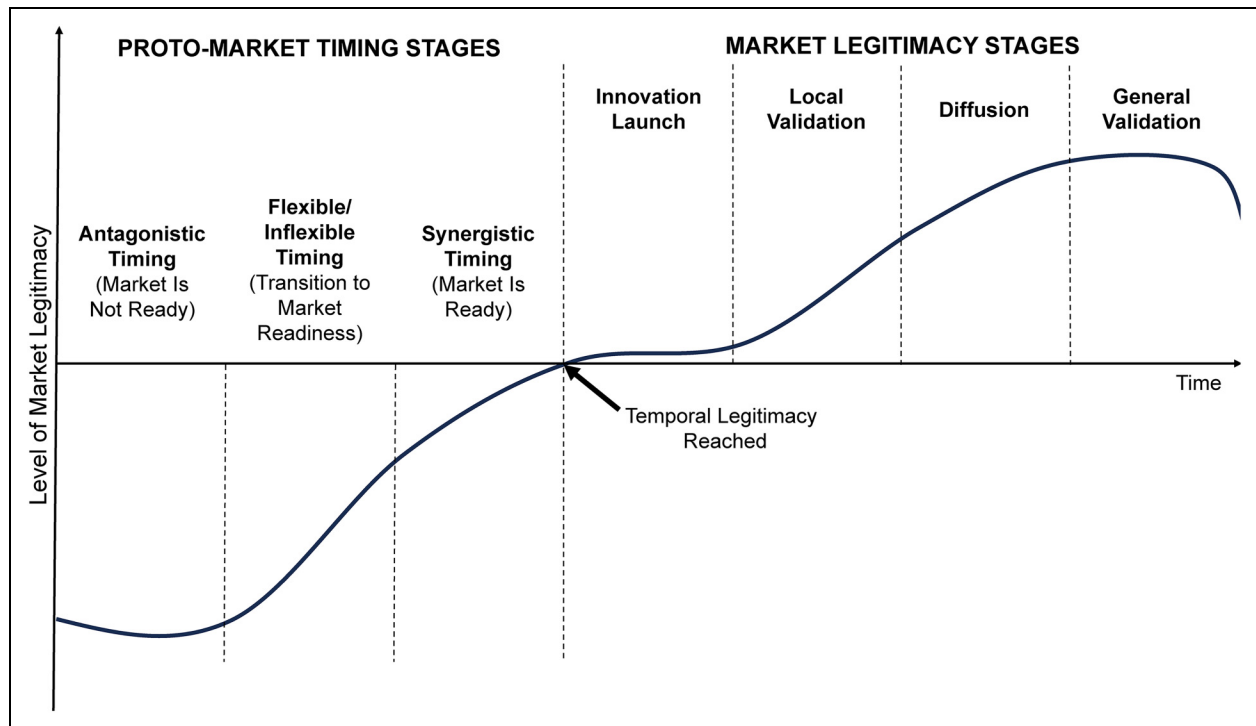 PROTO-MARKET TIMING STAGES
MARKET LEGITIMACY STAGES
Innovation
Launch
Local
Validation
Diffusion
General
Validation
Antagonistic
Timing
(Market Is
Not Ready)
Flexible/
Inflexible
Timing
(Transition to
Market
Readiness)
Synergistic
Timing
(Market Is
Ready)
Level of Market Legitimacy
Time
Temporal Legitimacy
Reached